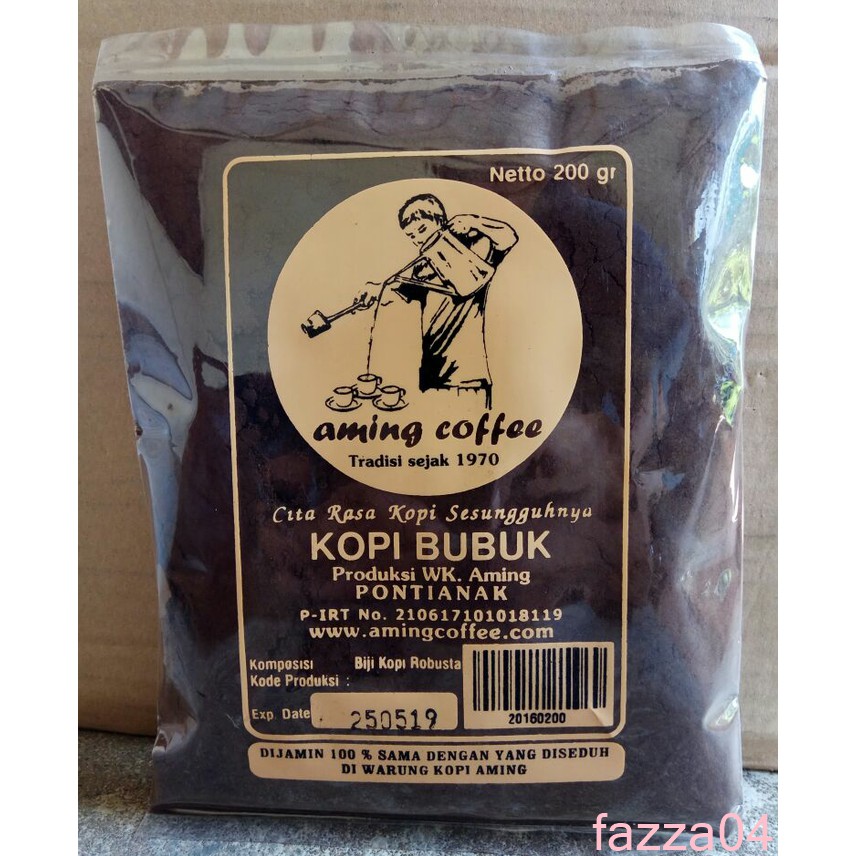 Netto 200 gr
aming coffee
Tradisi sejak 1970
Cita Rasa Kopi Sesungguhnya
KOPI BUBUK
Produksi WK. Aming
PONTIANAK
P-IRT No. 210617101018119
www.amingcoffee.com
Komposisi Biji Kopi Robusta
Kode Produksi :
Exp. Date 250519
20160200
DIJAMIN 100 % SAMA DENGAN YANG DISEDUH
DI WARUNG KOPI AMING
fazza04